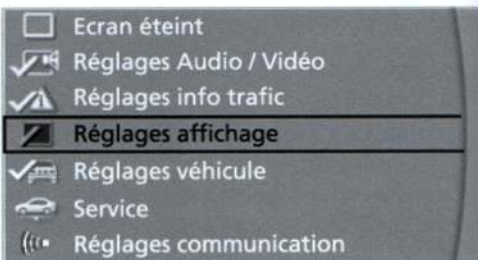 Ecran éteint
Réglages Audio / Vidéo
Réglages info trafic
Réglages affichage
Réglages véhicule
Service
Réglages communication